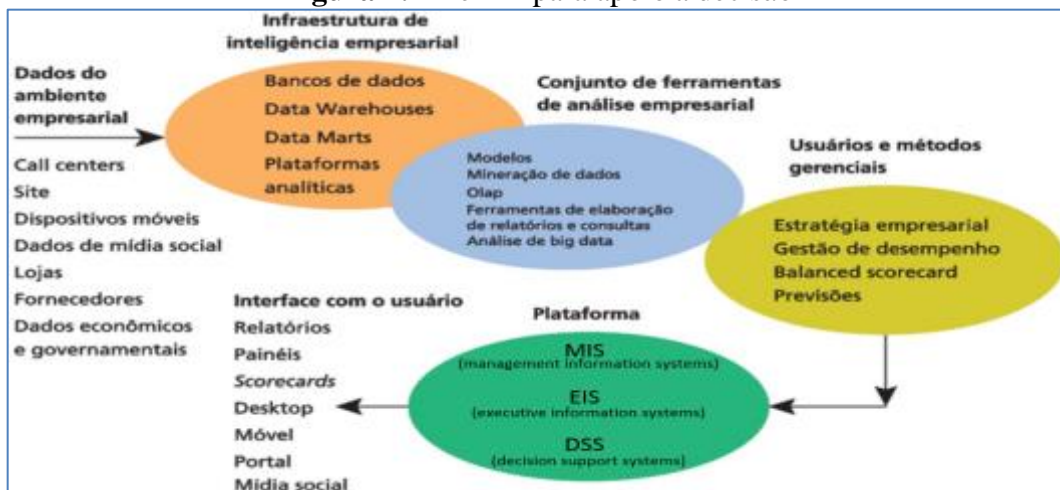 Infraestrutura de
inteligência empresarial
Dados do
ambiente
empresarial
Call centers
Site
Dispositivos móveis
Dados de mídia social
Lojas
Fornecedores
Dados econômicos
e governamentais
Bancos de dados
Data Warehouses
Data Marts
Plataformas
analíticas
Conjunto de ferramentas
de análise empresarial
Modelos
Mineração de dados
Olap
Ferramentas de elaboração
de relatórios e consultas
Análise de big data
Usuários e métodos
gerenciais
Estratégia empresarial
Gestão de desempenho
Balanced scorecard
Previsões
Plataforma
MIS
(management information systems)
EIS
(executive information systems)
DSS
(decision support systems)
Interface com o usuário
Relatórios
Painéis
Scorecards
Desktop
Móvel
Portal
Mídia social